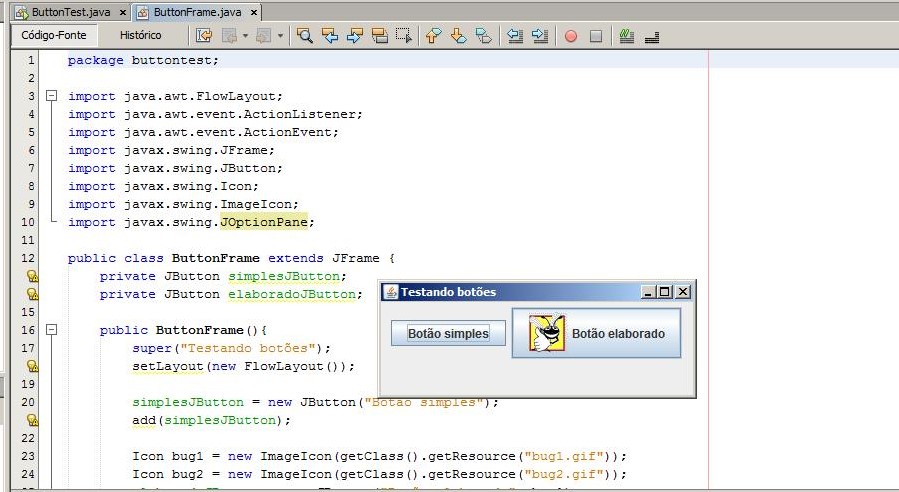 ButtonTest.java
ButtonFrame.java
Código-Fonte
Histórico
1 package buttontest;
2
3 import java.awt.FlowLayout;
4 import java.awt.event.ActionListener;
5 import java.awt.event.ActionEvent;
6 import javax.swing.JFrame;
7 import javax.swing.JButton;
8 import javax.swing.Icon;
9 import javax.swing.ImageIcon;
10 import javax.swing.JOptionPane;
11
12 public class ButtonFrame extends JFrame {
private JButton simplesJButton;
private JButton elaboradoJButton;
15
16 public ButtonFrame(){
17 super("Testando botões");
setLayout(new FlowLayout());
19
20 simplesJButton = new JButton("Botão simples");
add(simplesJButton);
22
23 Icon bug1 = new ImageIcon(getClass().getResource("bug1.gif"));
24 Icon bug2 = new ImageIcon(getClass().getResource("bug2.gif"));
Testando botões
Botão simples
Botão elaborado